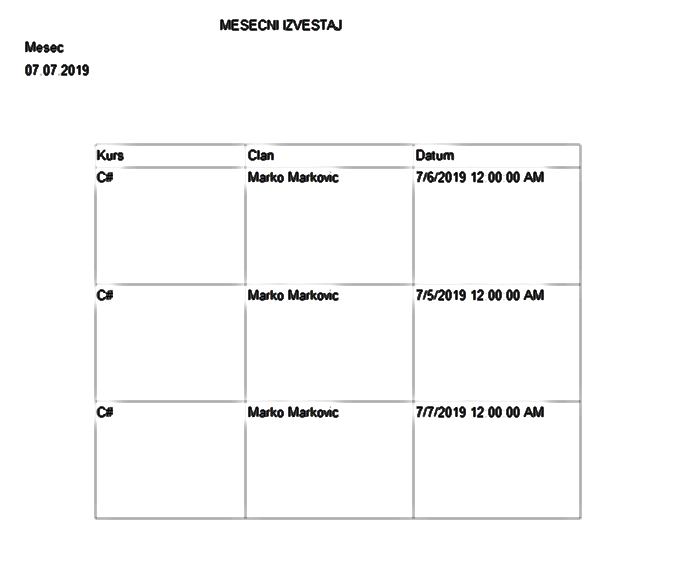 MESECNI IZVESTAJ
Mesec
07.07.2019
Kurs Clan Datum
C# Marko Markovic 7/6/2019 12 00 00 AM
C# Marko Markovic 7/5/2019 12 00 00 AM
C# Marko Markovic 7/7/2019 12 00 00 AM